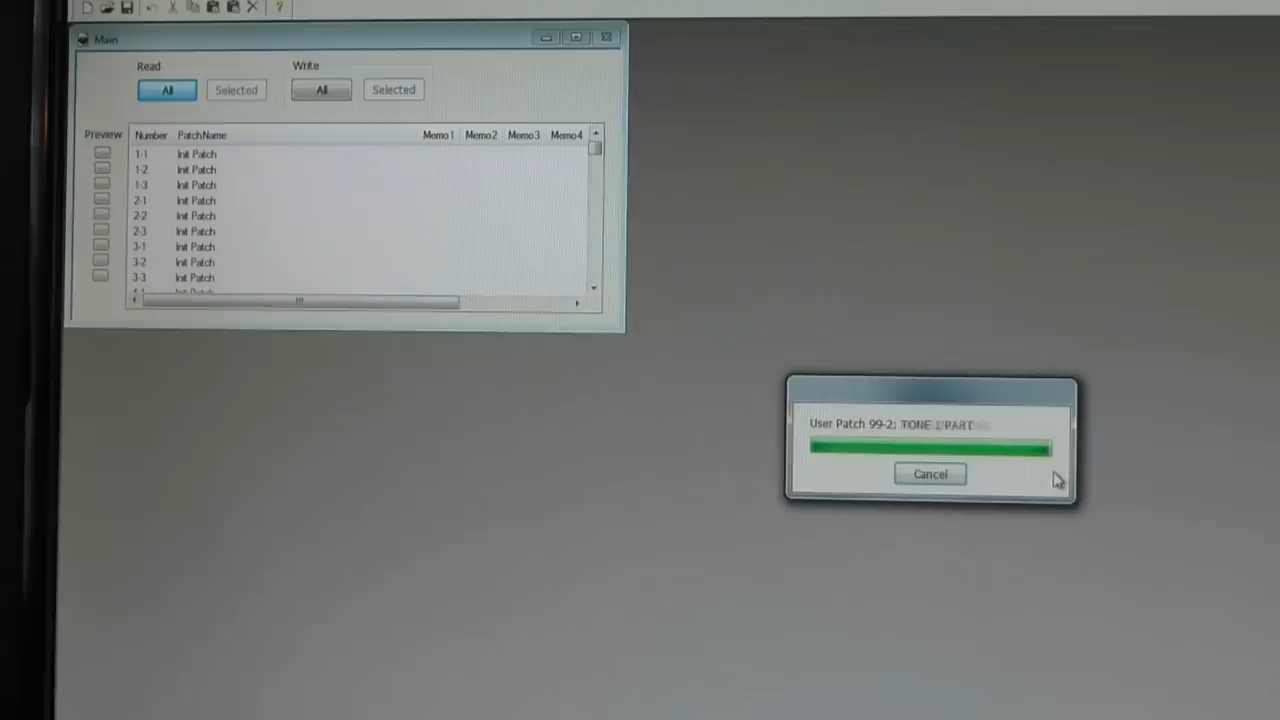 Main
Read Write
All Selected All Selected
Preview Number PatchName Memo1 Memo2 Memo3 Memo4
1-1 Init Patch
1-2 Init Patch
1-3 Init Patch
2-1 Init Patch
2-2 Init Patch
2-3 Init Patch
3-1 Init Patch
3-2 Init Patch
3-3 Init Patch
User Patch 99-2: TONE PART
Cancel